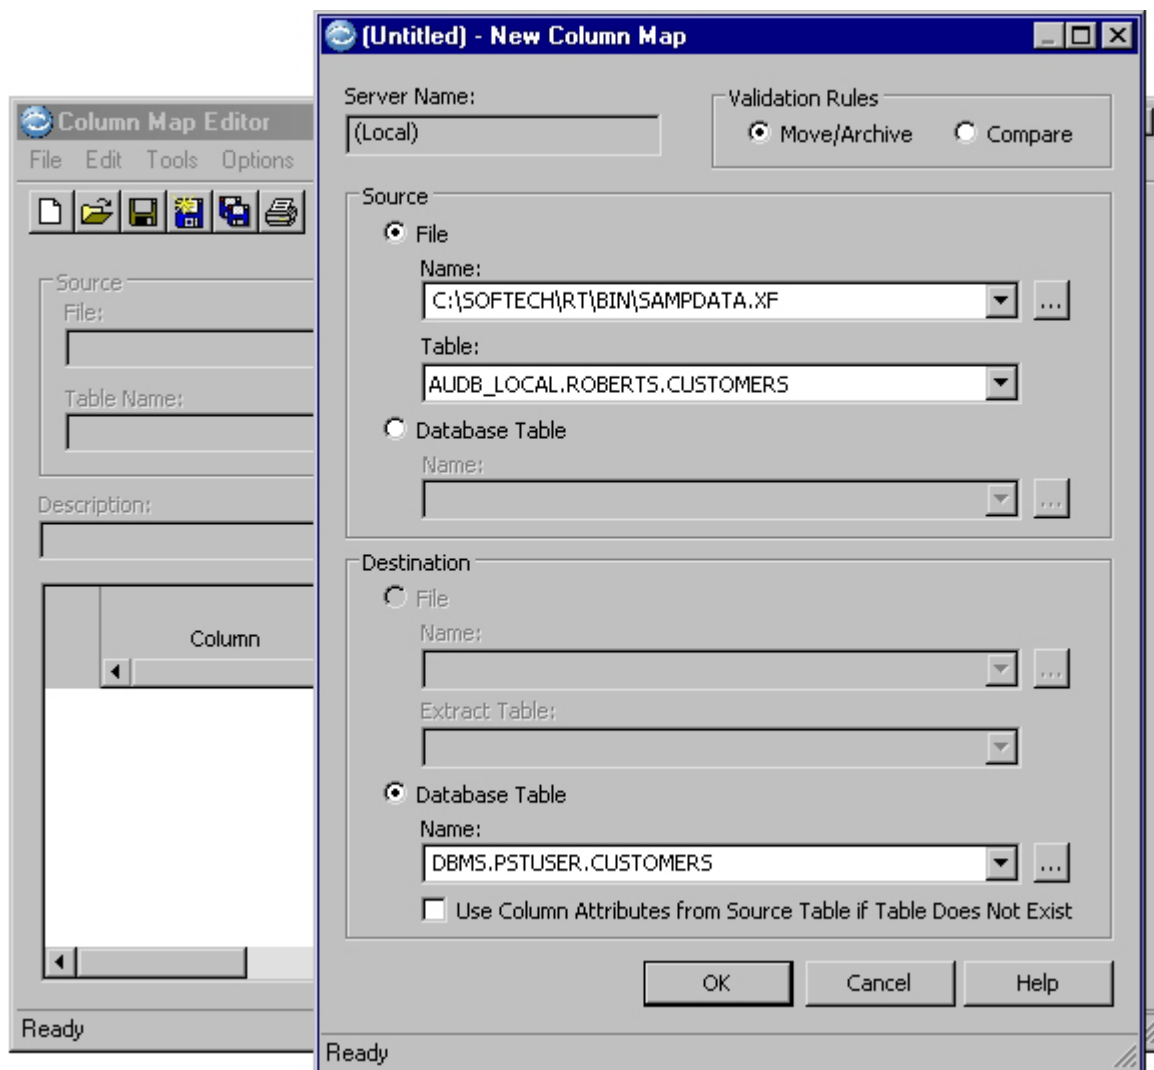 (Untitled) - New Column Map
Server Name:
(Local)
Validation Rules
Move/Archive
Compare
Source
File
Name:
C:\SOFTECH\RT\BIN\SAMPDATA.XF
...
Table:
AUDB_LOCAL.ROBERTS.CUSTOMERS
Database Table
Name:
...
Destination
File
Name:
...
Extract Table:
Database Table
Name:
DBMS.PSTUSER.CUSTOMERS
...
Use Column Attributes from Source Table if Table Does Not Exist
OK
Cancel
Help
Ready
Column Map Editor
File Edit Tools Options
Source
File:
Table Name:
Description:
Column
Ready